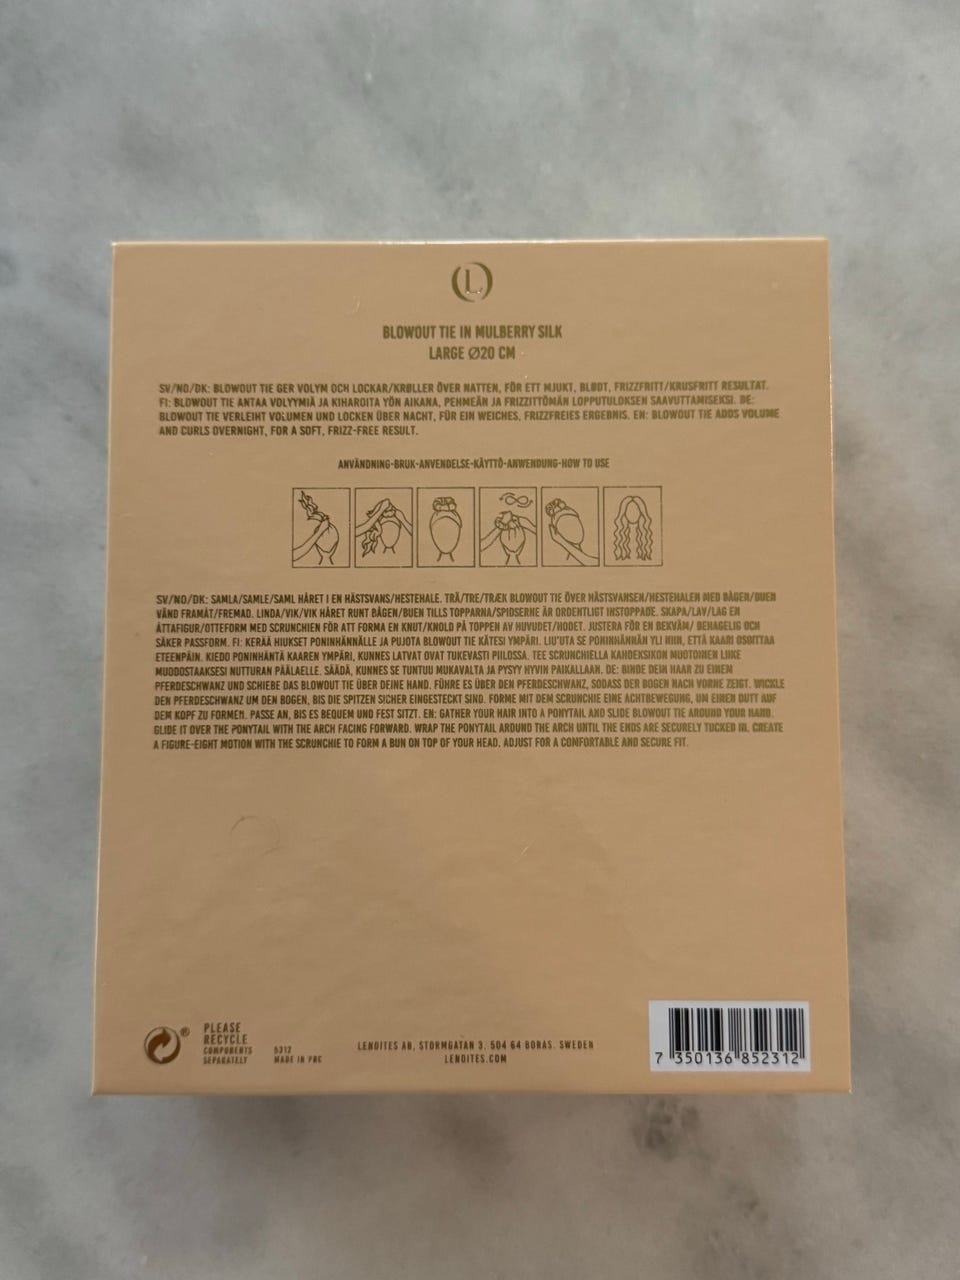 L
BLOWOUT TIE IN MULBERRY SILK
LARGE Ø20 CM
SV/NO/DK: BLOWOUT TIE GER VOLYM OCH LOCKAR/KRØLLER ÖVER NATTEN, FÖR ETT MJUKT, BLØDT, FRIZZFRITT/KRUSFRITT RESULTAT.
FI: BLOWOUT TIE ANTAA VOLYYMIÄ JA KIHAROITA YÖN AIKANA, PEHMEÄN JA FRIZZITTÖMÄN LOPPUTULOKSEN SAAVUTTAMISEKSI. DE:
BLOWOUT TIE VERLEIHT VOLUMEN UND LOCKEN ÜBER NACHT, FÜR EIN WEICHES, FRIZZFREIES ERGEBNIS. EN: BLOWOUT TIE ADDS VOLUME
AND CURLS OVERNIGHT, FOR A SOFT, FRIZZ-FREE RESULT.
ANVÄNDNING-BRUK-ANVENDELSE-KÄYTTÖ-ANWENDUNG-HOW TO USE
SV/NO/DK: SAMLA/SAMLE/SAML HÅRET I EN HÄSTSVANS/HESTEHALE. TRÄ/TRE/TRÆK BLOWOUT TIE ÖVER HÄSTSVANSEN/HESTEHALEN MED BÅGEN/BUEN
VÄND FRAMÅT/FREMAD. LINDA/VIK/VIK HÅRET RUNT BÅGEN/BUEN TILLS TOPPARNA/SPIDSERNE ÄR ORDENTLIGT INSTOPPADE. SKAPA/LAV/LAG EN
ÅTTAFIGUR/OTTEFORM MED SCRUNCHIEN FÖR ATT FORMA EN KNUT/KNOLD PÅ TOPPEN AV HUVUDET/HODET. JUSTERA FÖR EN BEKVÄM/ BEHAGELIG OCH
SÄKER PASSFORM. FI: KERÄÄ HIUKSET PONINHÄNNÄLLE JA PUJOTA BLOWOUT TIE KÄTESI YMPÄRI. LIU'UTA SE PONINHÄNNÄN YLI NIIN, ETTÄ KAARI OSOITTAA
ETEENPÄIN. KIEDO PONINHÄNTÄ KAAREN YMPÄRI, KUNNES LATVAT OVAT TUKEVASTI PIILOSSA. TEE SCRUNCHIELLA KAHDEKSIKON MUOTOINEN LIIKE
MUODOSTAAKSESI NUTTURAN PÄÄLAELLE. SÄÄDÄ, KUNNES SE TUNTUU MUKAVALTA JA PYSYY HYVIN PAIKALLAAN. DE: BINDE DEIN HAAR ZU EINEM
PFERDESCHWANZ UND SCHIEBE DAS BLOWOUT TIE ÜBER DEINE HAND. FÜHRE ES ÜBER DEN PFERDESCHWANZ, SODASS DER BOGEN NACH VORNE ZEIGT. WICKLE
DEN PFERDESCHWANZ UM DEN BOGEN, BIS DIE SPITZEN SICHER EINGESTECKT SIND. FORME MIT DEM SCRUNCHIE EINE ACHTBEWEGUNG, UM EINEN DUTT AUF
DEM KOPF ZU FORMEN. PASSE AN, BIS ES BEQUEM UND FEST SITZT. EN: GATHER YOUR HAIR INTO A PONYTAIL AND SLIDE BLOWOUT TIE AROUND YOUR HAND.
GLIDE IT OVER THE PONYTAIL WITH THE ARCH FACING FORWARD. WRAP THE PONYTAIL AROUND THE ARCH UNTIL THE ENDS ARE SECURELY TUCKED IN. CREATE
A FIGURE-EIGHT MOTION WITH THE SCRUNCHIE TO FORM A BUN ON TOP OF YOUR HEAD. ADJUST FOR A COMFORTABLE AND SECURE FIT.
®
PLEASE
RECYCLE
COMPONENTS
SEPARATELY
5312
MADE IN PRC
LENOITES AB, STORMGATAN 3, 504 64 BORAS, SWEDEN
LENOITES.COM
7 350136 852312